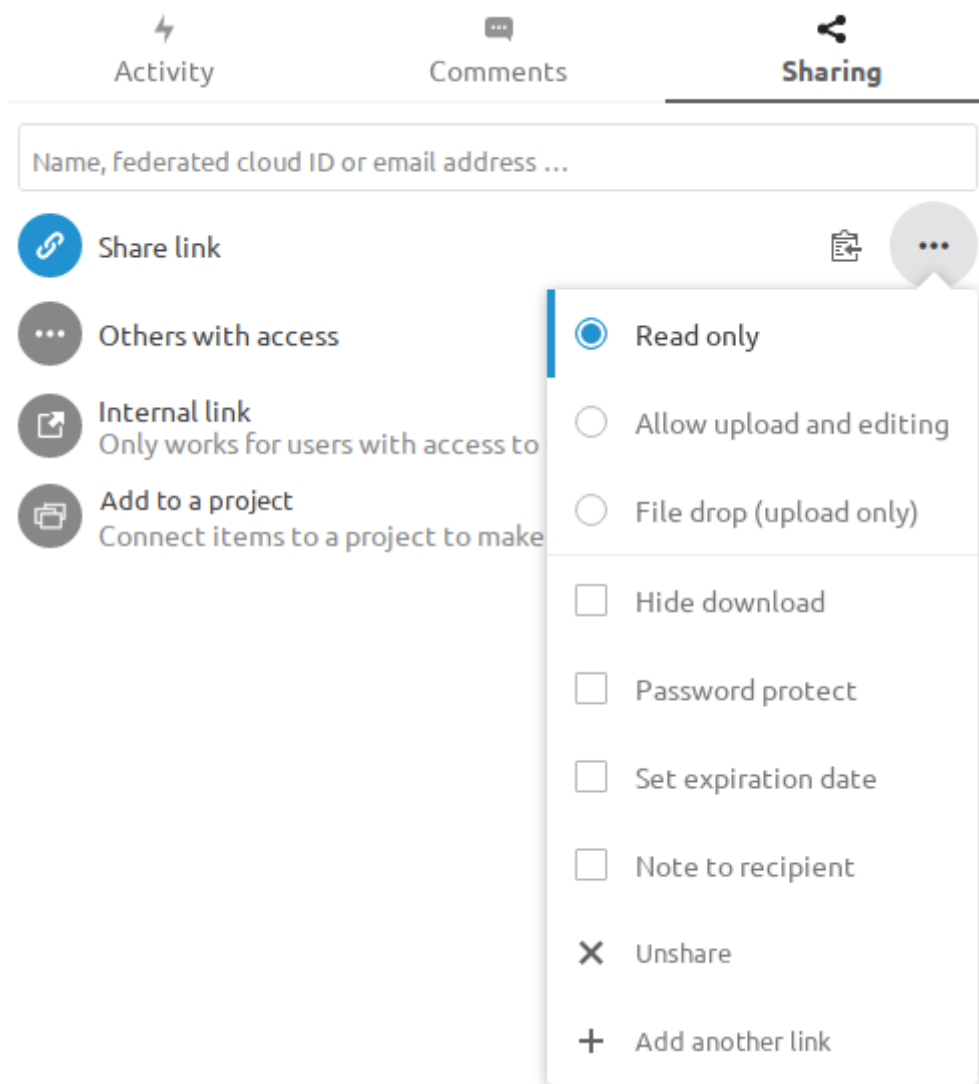 Activity
Comments
Sharing
Name, federated cloud ID or email address ...
Share link
Others with access
Internal link
Only works for users with access to
Add to a project
Connect items to a project to make
Read only
Allow upload and editing
File drop (upload only)
Hide download
Password protect
Set expiration date
Note to recipient
Unshare
Add another link